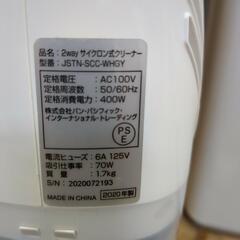 品名：2way サイクロン式クリーナー
型名：JSTN-SCC-WHGY
定格電圧：AC100V
定格周波数：50/60Hz
定格消費電力：400W
株式会社パン・パシフィック・
インターナショナル・トレーディング
PS
E
電流ヒューズ：6A 125V
吸引仕事率：70W
質量：1.7kg
S/N：2020072193
MADE IN CHINA
2020年製